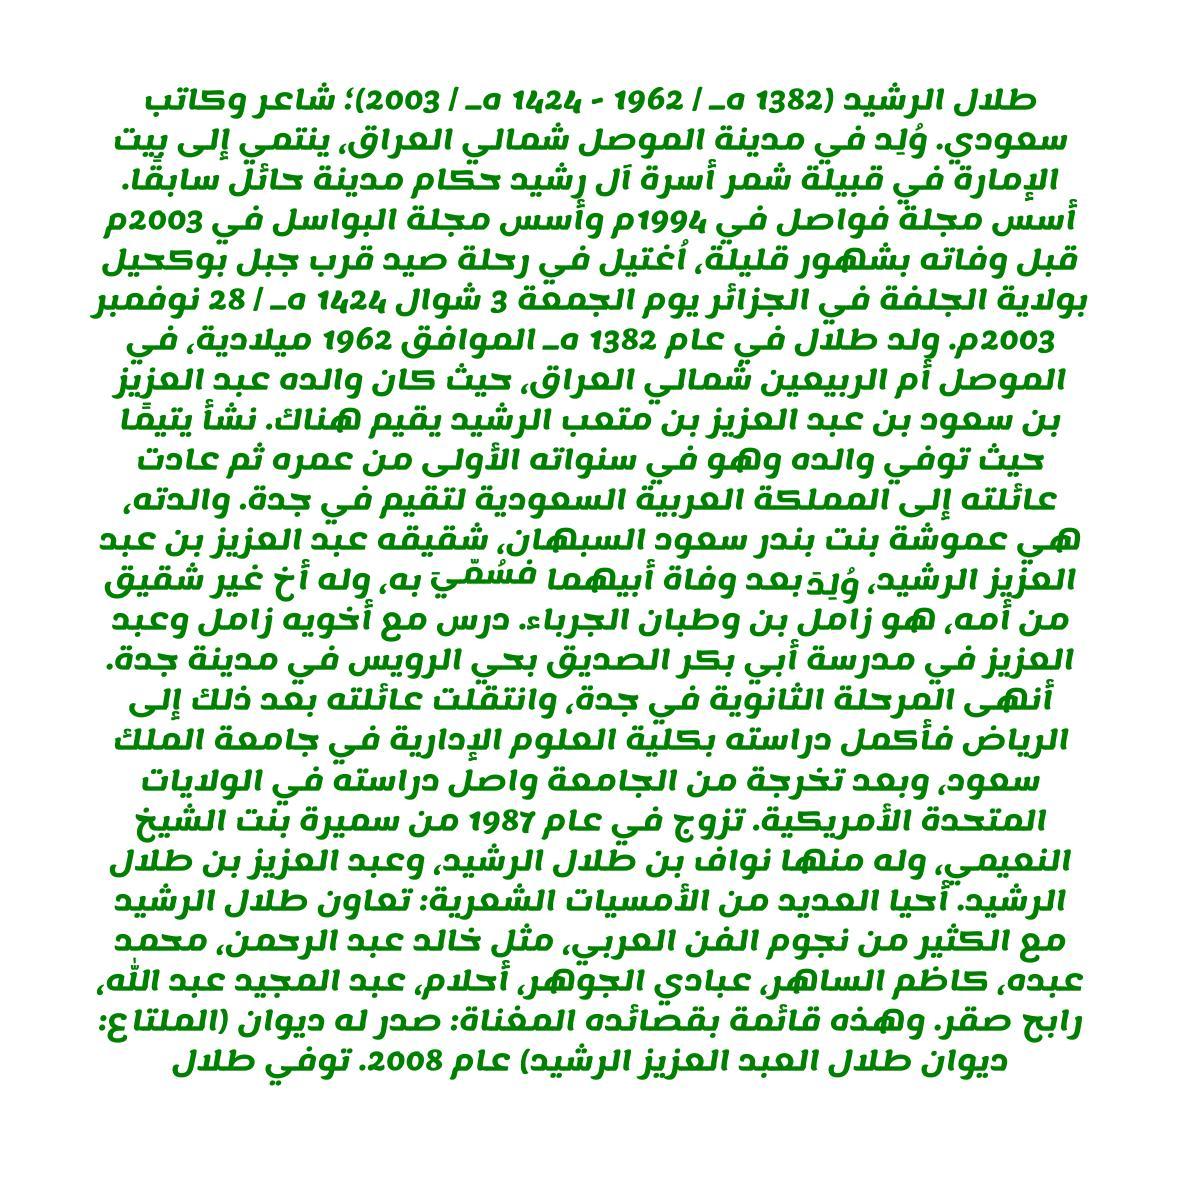 طلال الرشيد (1382 هـ / 1962 - 1424 هـ / 2003)؛ شاعر وكاتب
سعودي. وُلِد في مدينة الموصل شمالي العراق، ينتمي إلى بيت
الإمارة في قبيلة شمر أسرة آل رشيد حكام مدينة حائل سابقًا.
أسس مجلة فواصل في 1994م وأسس مجلة البواسل في 2003م
قبل وفاته بشهور قليلة، اُغتيل في رحلة صيد قرب جبل بوكحيل
بولاية الجلفة في الجزائر يوم الجمعة 3 شوال 1424 هـ / 28 نوفمبر
2003م. ولد طلال في عام 1382 هـ الموافق 1962 ميلادية، في
الموصل أم الربيعين شمالي العراق، حيث كان والده عبد العزيز
بن سعود بن عبد العزيز بن متعب الرشيد يقيم هناك. نشأ يتيمًا
حيث توفي والده وهو في سنواته الأولى من عمره ثم عادت
عائلته إلى المملكة العربية السعودية لتقيم في جدة. والدته،
هي عموشة بنت بندر سعود السبهان، شقيقه عبد العزيز بن عبد
العزيز الرشيد، وُلِدَ بعد وفاة أبيهما فسُمّيَ به، وله أخ غير شقيق
من أمه، هو زامل بن وطبان الجرباء. درس مع أخويه زامل وعبد
العزيز في مدرسة أبي بكر الصديق بحي الرويس في مدينة جدة.
أنهى المرحلة الثانوية في جدة، وانتقلت عائلته بعد ذلك إلى
الرياض فأكمل دراسته بكلية العلوم الإدارية في جامعة الملك
سعود، وبعد تخرجة من الجامعة واصل دراسته في الولايات
المتحدة الأمريكية. تزوج في عام 1987 من سميرة بنت الشيخ
النعيمي، وله منها نواف بن طلال الرشيد، وعبد العزيز بن طلال
الرشيد. أحيا العديد من الأمسيات الشعرية: تعاون طلال الرشيد
مع الكثير من نجوم الفن العربي، مثل خالد عبد الرحمن، محمد
عبده، كاظم الساهر، عبادي الجوهر، أحلام، عبد المجيد عبد الله،
رابح صقر. وهذه قائمة بقصائده المغناة: صدر له ديوان (الملتاع:
ديوان طلال العبد العزيز الرشيد) عام 2008. توفي طلال